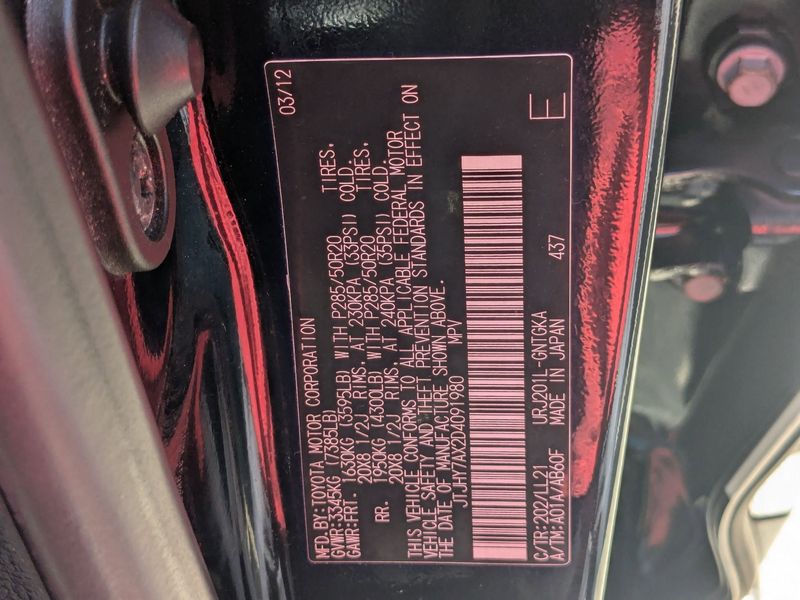 MFD.BY:TOYOTA MOTOR CORPORATION 03/12
GVWR:3345KG (7385LB)
GAWR:FRT. 1630KG (3595LB) WITH P285/50R20 TIRES.
20X8 1/2J RIMS, AT 230KPA (33PSI) COLD.
RR. 1950KG (4300LB) WITH P285/50R20 TIRES.
20X8 1/2J RIMS, AT 240KPA (35PSI) COLD.
THIS VEHICLE CONFORMS TO ALL APPLICABLE FEDERAL MOTOR
VEHICLE SAFETY AND THEFT PREVENTION STANDARDS IN EFFECT ON
THE DATE OF MANUFACTURE SHOWN ABOVE.
JTJHY7AX2D4091980 MPV
C/TR:202/LL21 URJ201L-GNTGKA
A/TM:A01A/AB60F MADE IN JAPAN 437 E